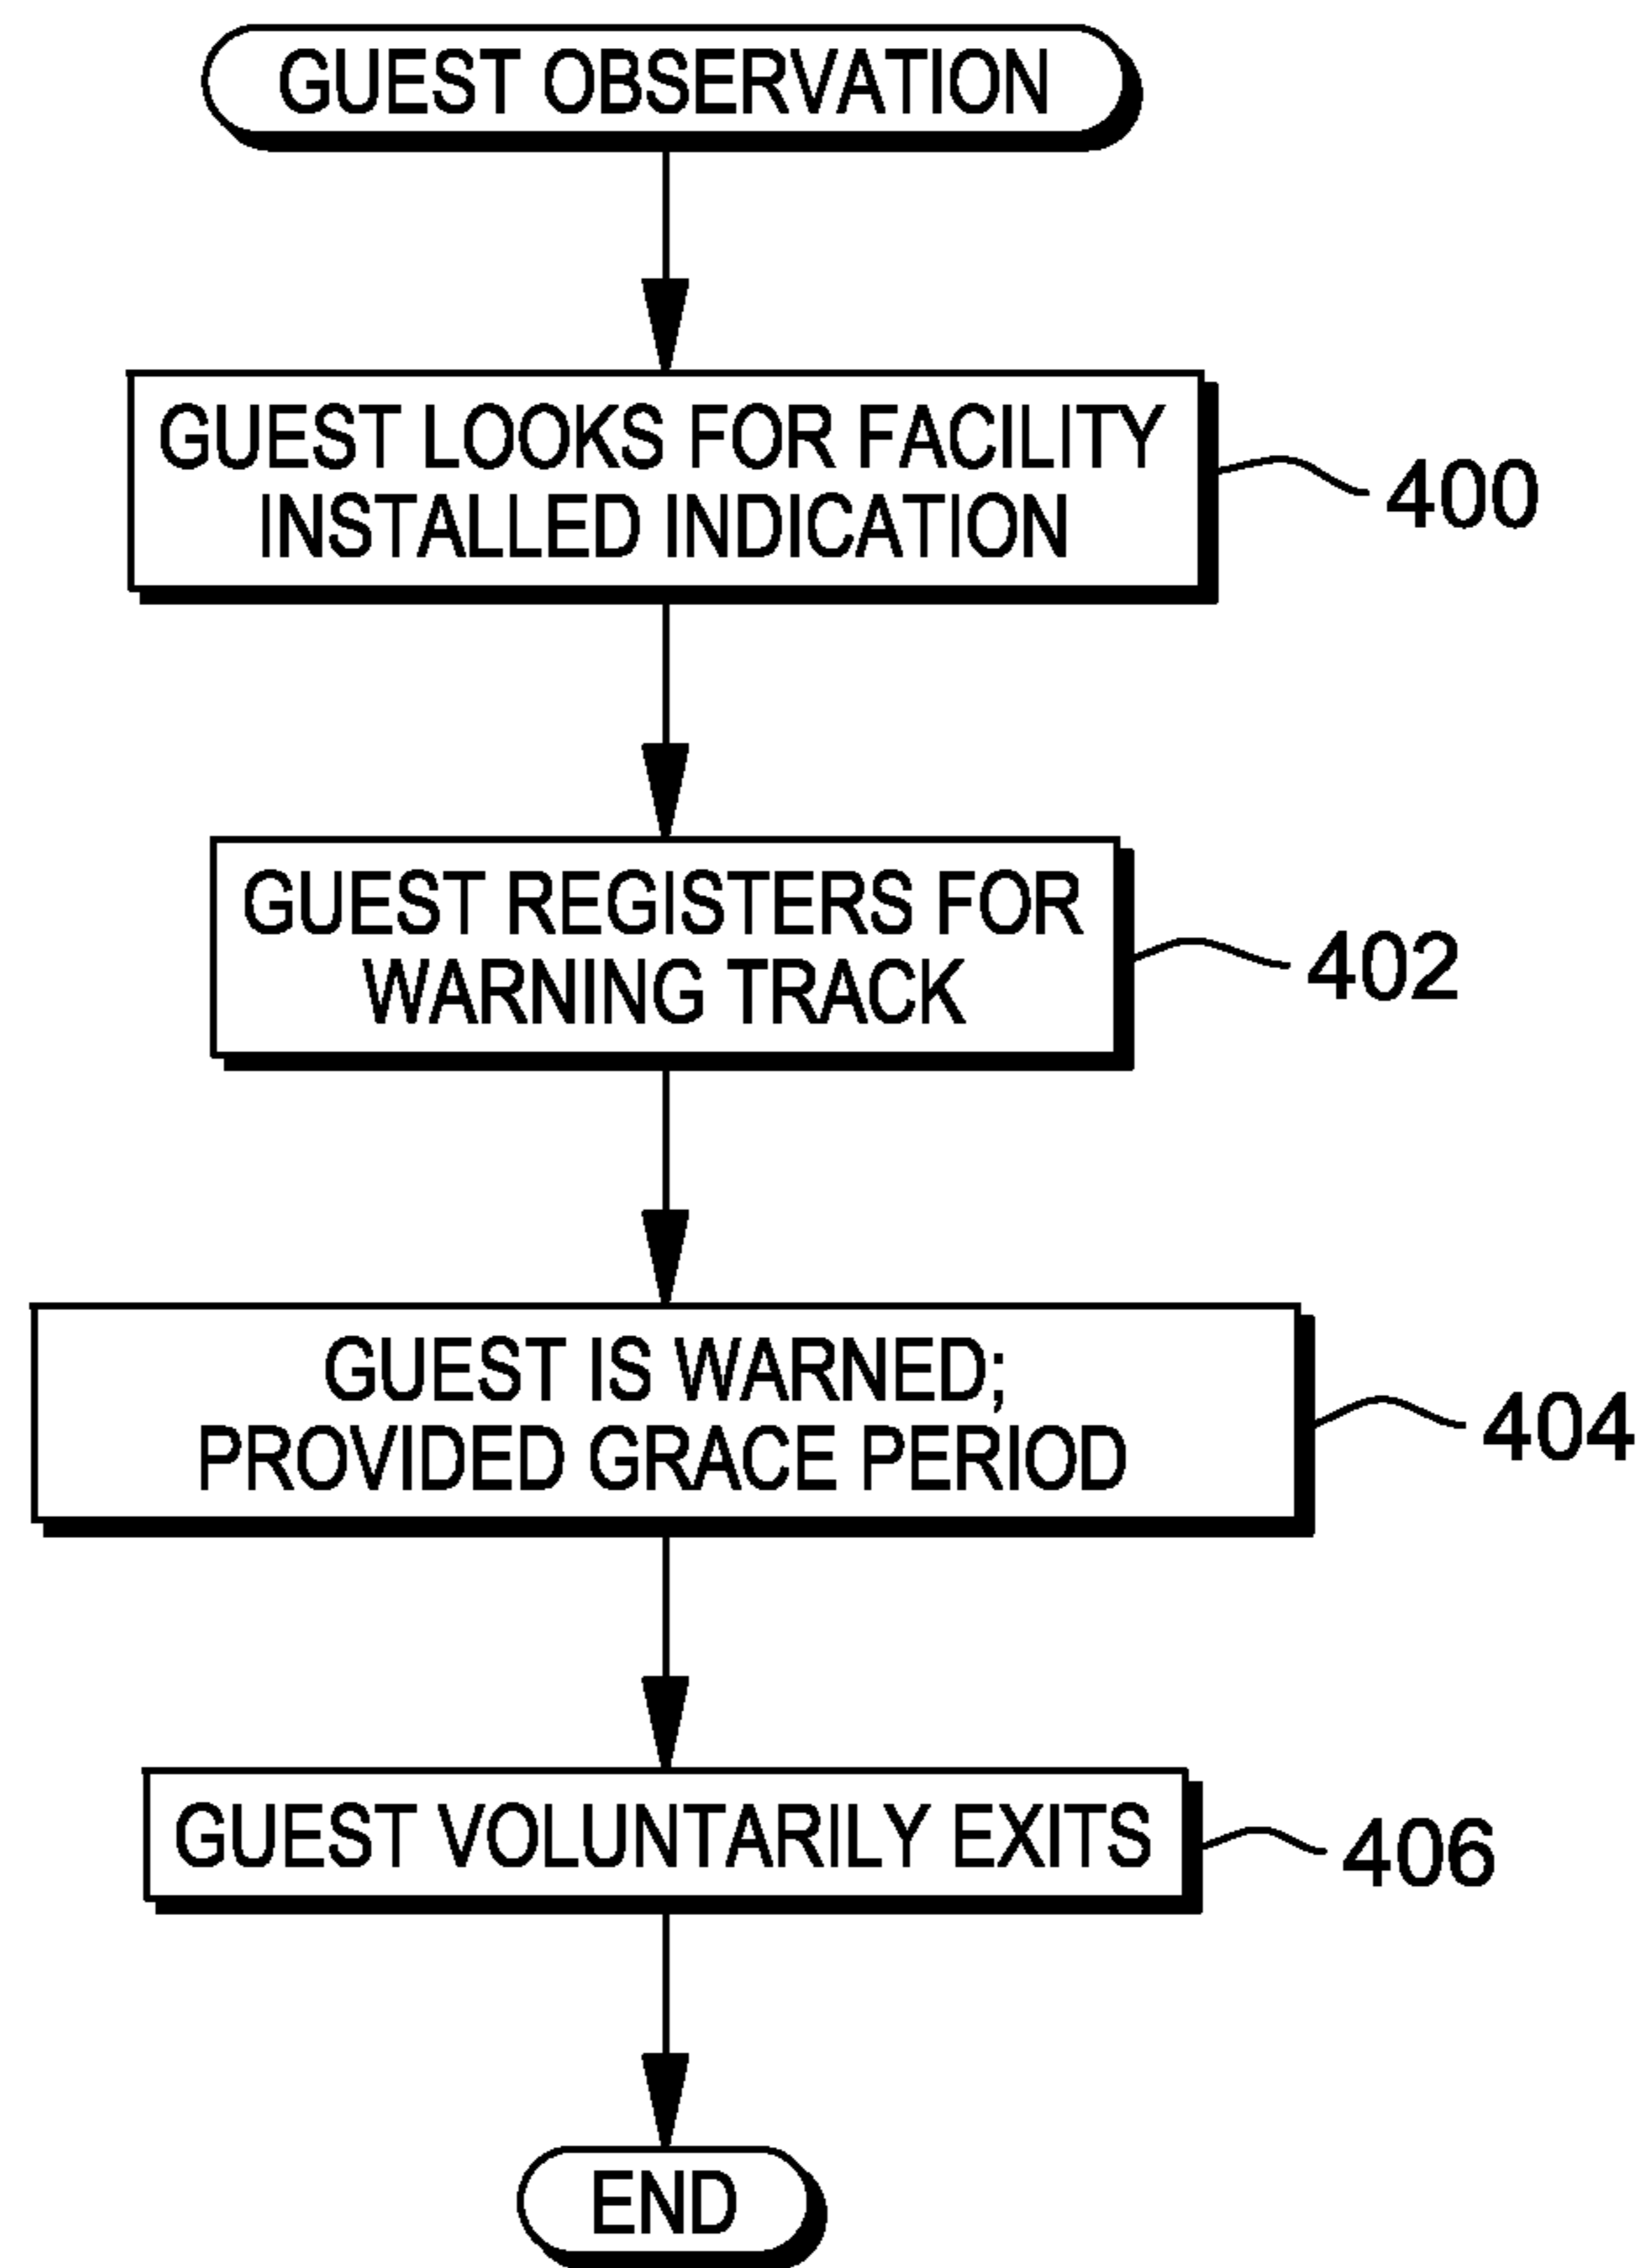 GUEST OBSERVATION
GUEST LOOKS FOR FACILITY
INSTALLED INDICATION
400
GUEST REGISTERS FOR
WARNING TRACK
402
GUEST IS WARNED;
PROVIDED GRACE PERIOD
404
GUEST VOLUNTARILY EXITS
406
END